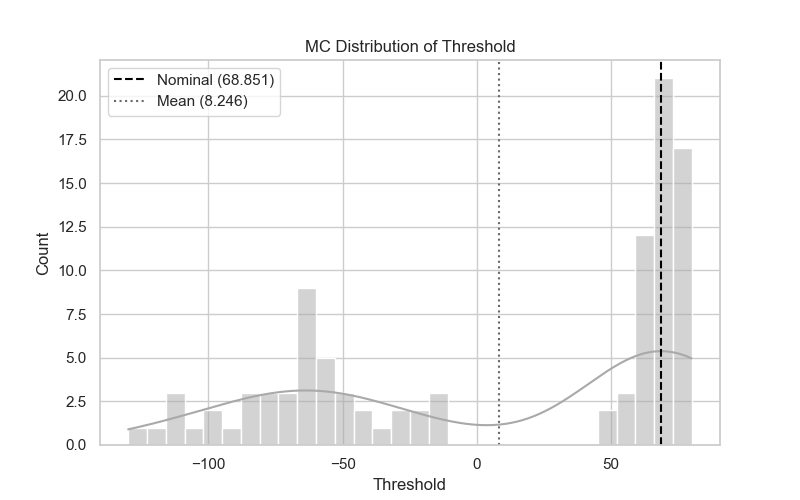 MC Distribution of Threshold
Nominal (68.851)
Mean (8.246)
20.0
17.5
15.0
12.5
10.0
7.5
5.0
2.5
0.0
Count
−100
−50
0
50
Threshold